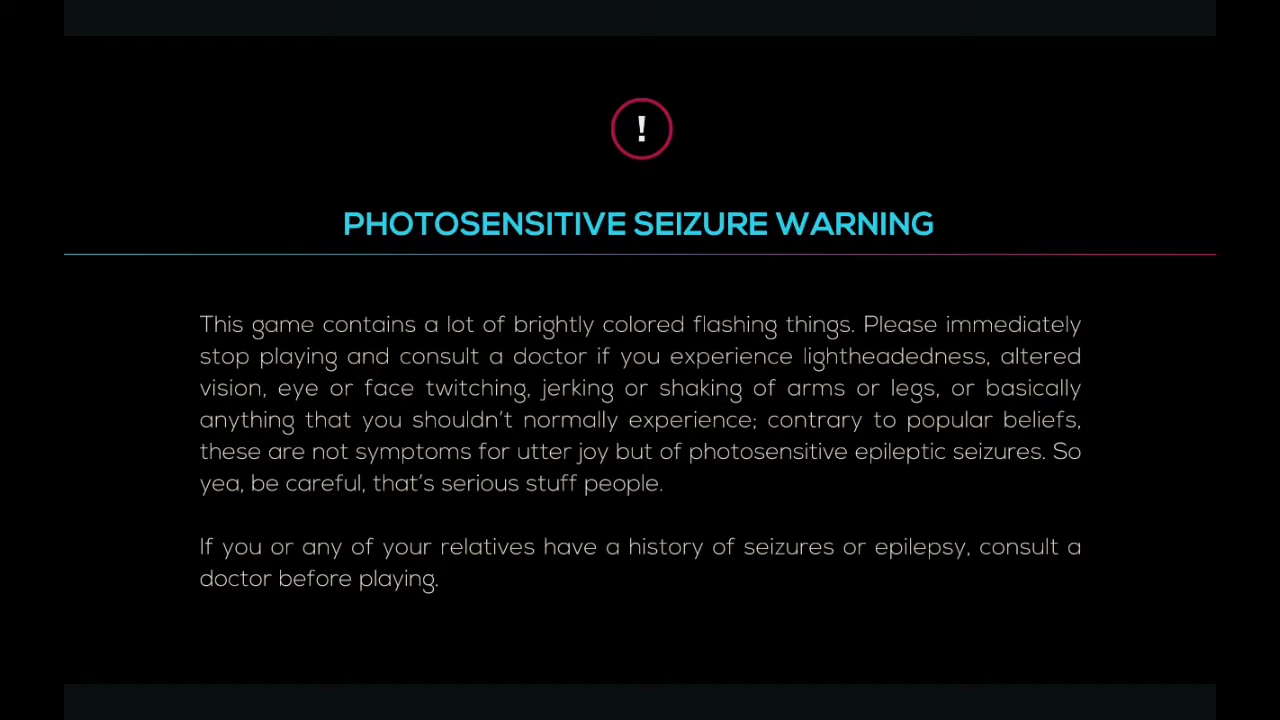 !
PHOTOSENSITIVE SEIZURE WARNING
This game contains a lot of brightly colored flashing things. Please immediately
stop playing and consult a doctor if you experience lightheadedness, altered
vision, eye or face twitching, jerking or shaking of arms or legs, or basically
anything that you shouldn't normally experience; contrary to popular beliefs,
these are not symptoms for utter joy but of photosensitive epileptic seizures. So
yea, be careful, that's serious stuff people.
If you or any of your relatives have a history of seizures or epilepsy, consult a
doctor before playing.